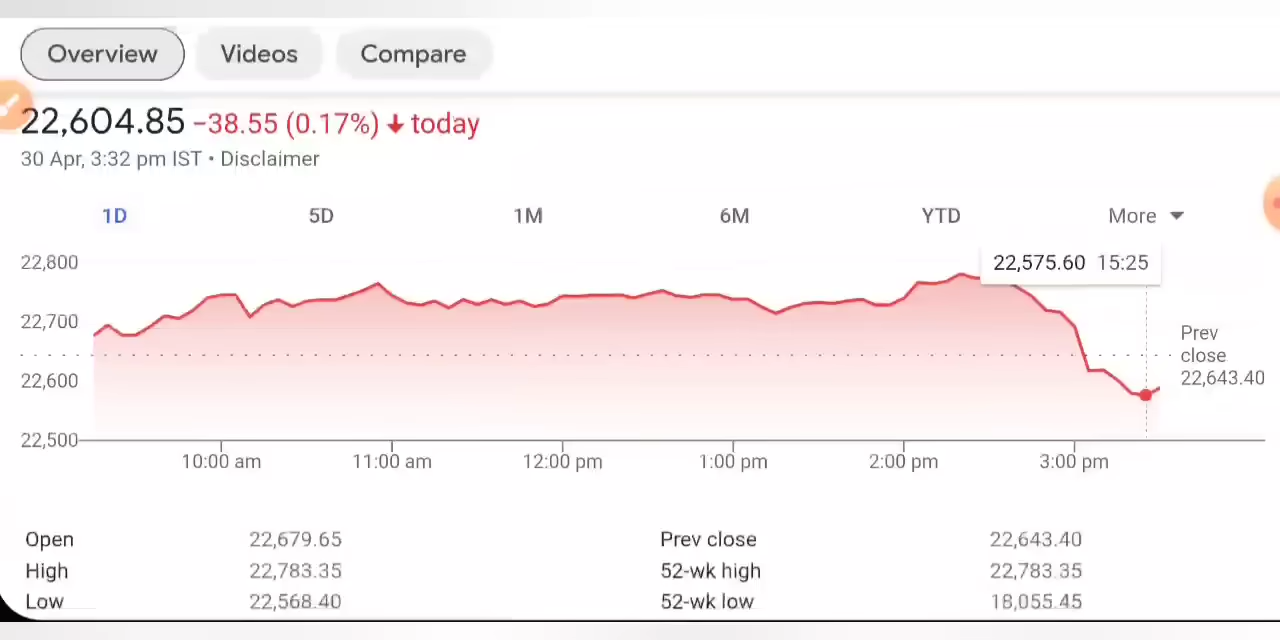 Overview Videos Compare
22,604.85 −38.55 (0.17%) ↓ today
30 Apr, 3:32 pm IST • Disclaimer
1D 5D 1M 6M YTD More
22,575.60 15:25
22,800
22,700
22,600
22,500
Prev
close
22,643.40
10:00 am 11:00 am 12:00 pm 1:00 pm 2:00 pm 3:00 pm
Open 22,679.65 Prev close 22,643.40
High 22,783.35 52-wk high 22,783.35
Low 22,568.40 52-wk low 18,055.45